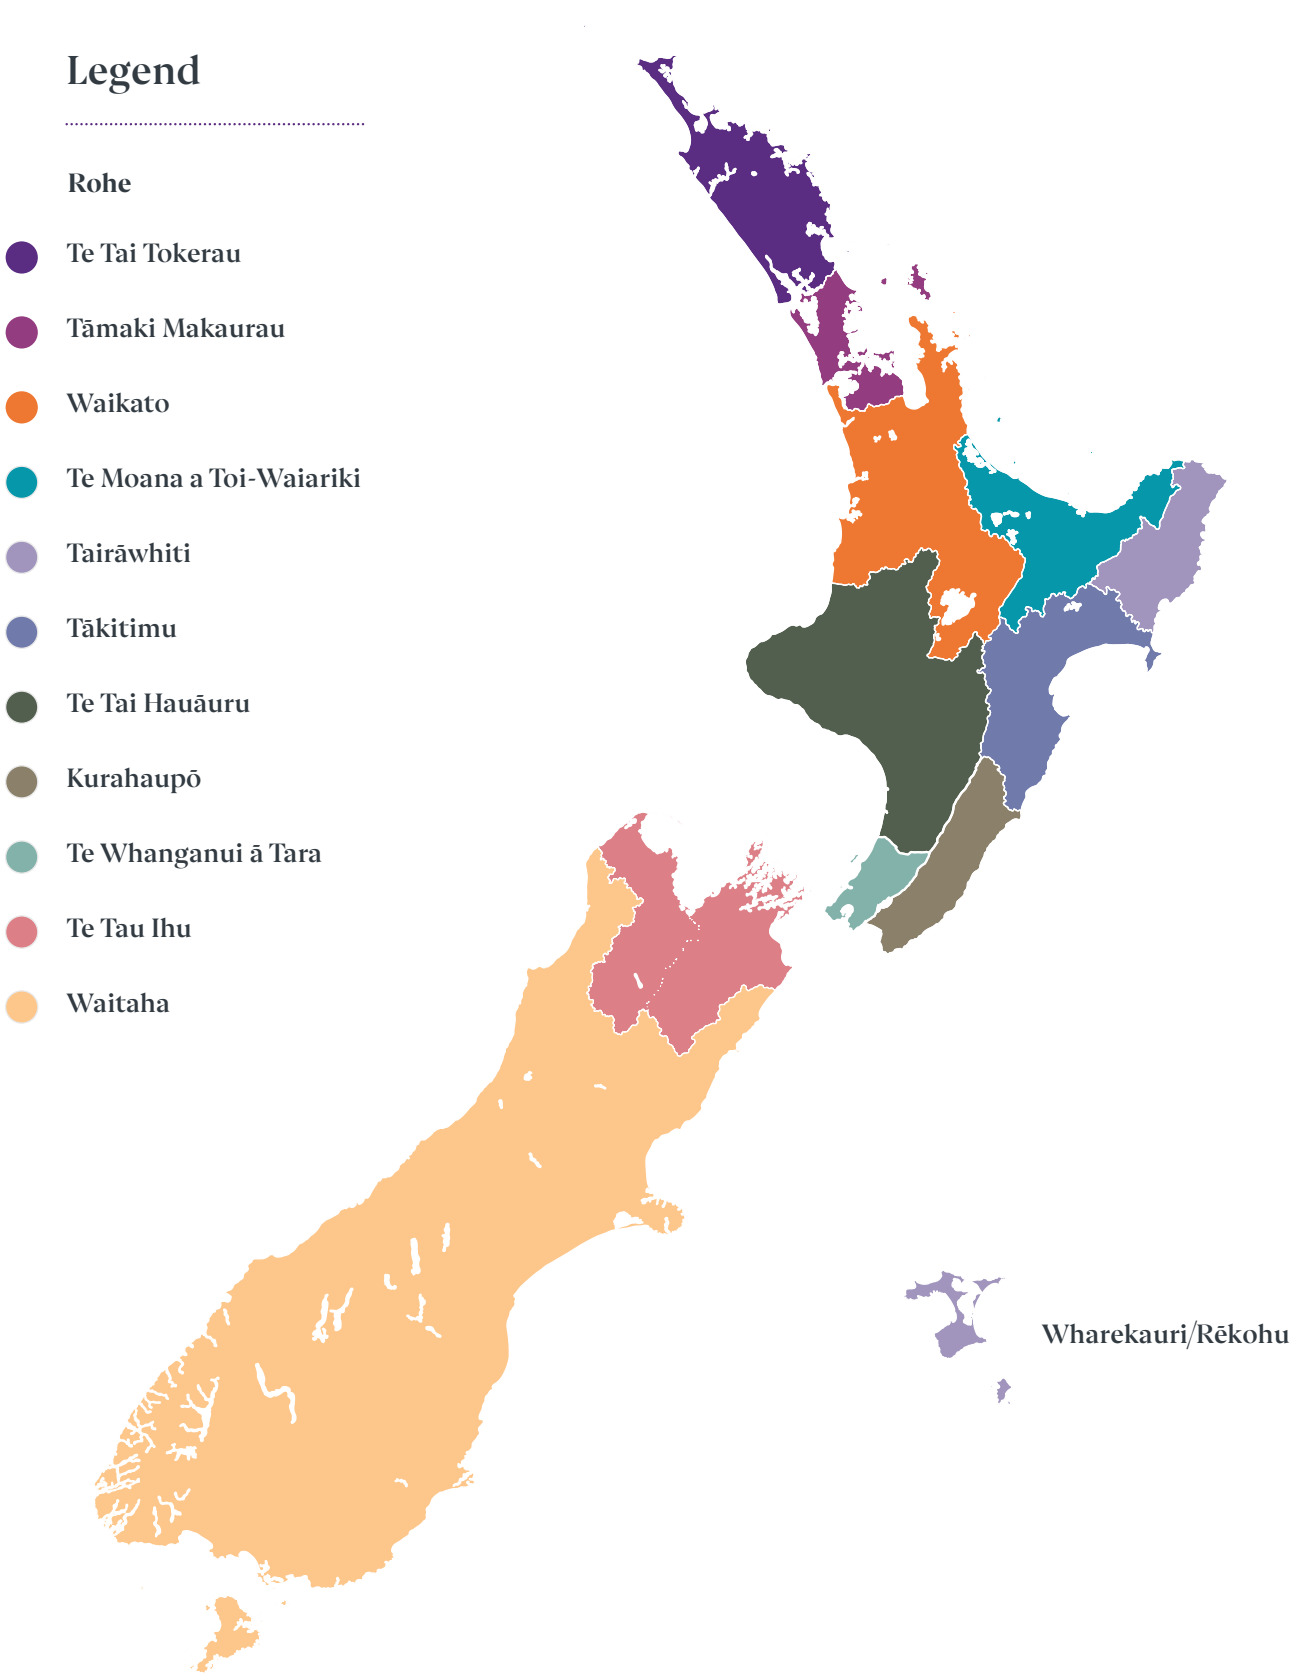 Legend
Rohe
Te Tai Tokerau
Tāmaki Makaurau
Waikato
Te Moana a Toi-Waiariki
Tairāwhiti
Tākitimu
Te Tai Hauāuru
Kurahaupō
Te Whanganui ā Tara
Te Tau Ihu
Waitaha
Wharekauri/Rēkohu